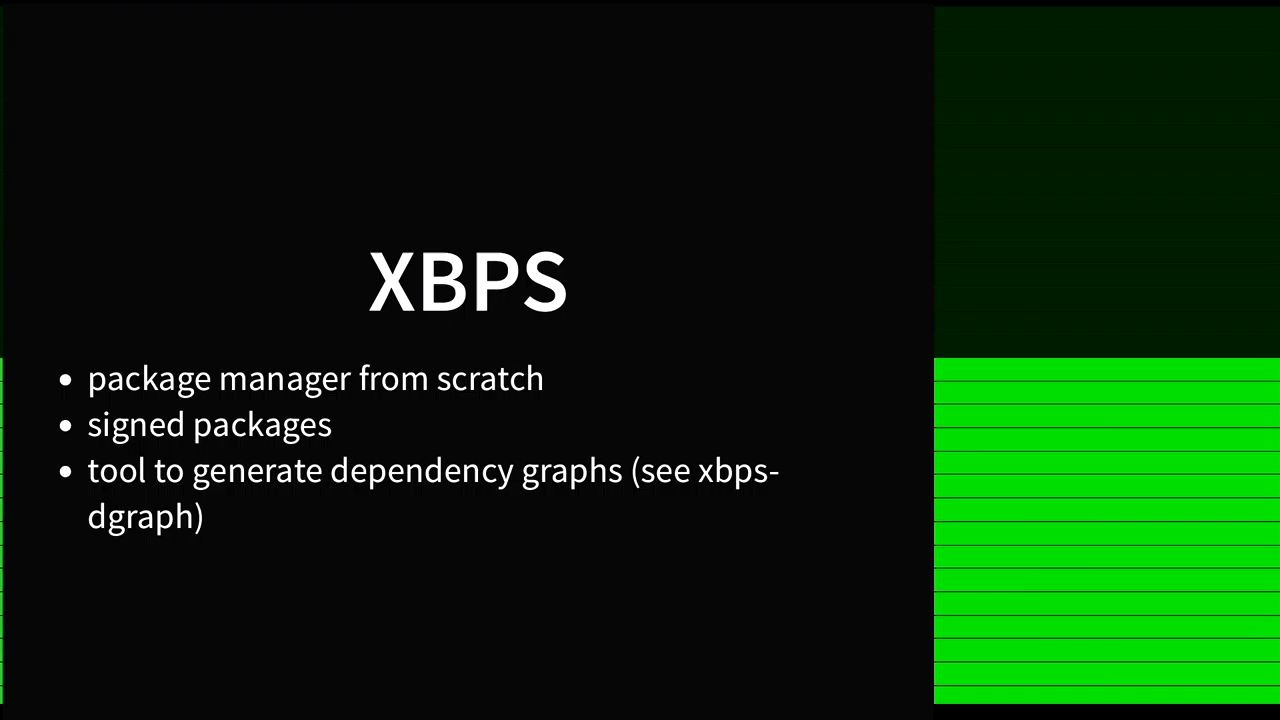 XBPS
• package manager from scratch
• signed packages
• tool to generate dependency graphs (see xbps-
dgraph)